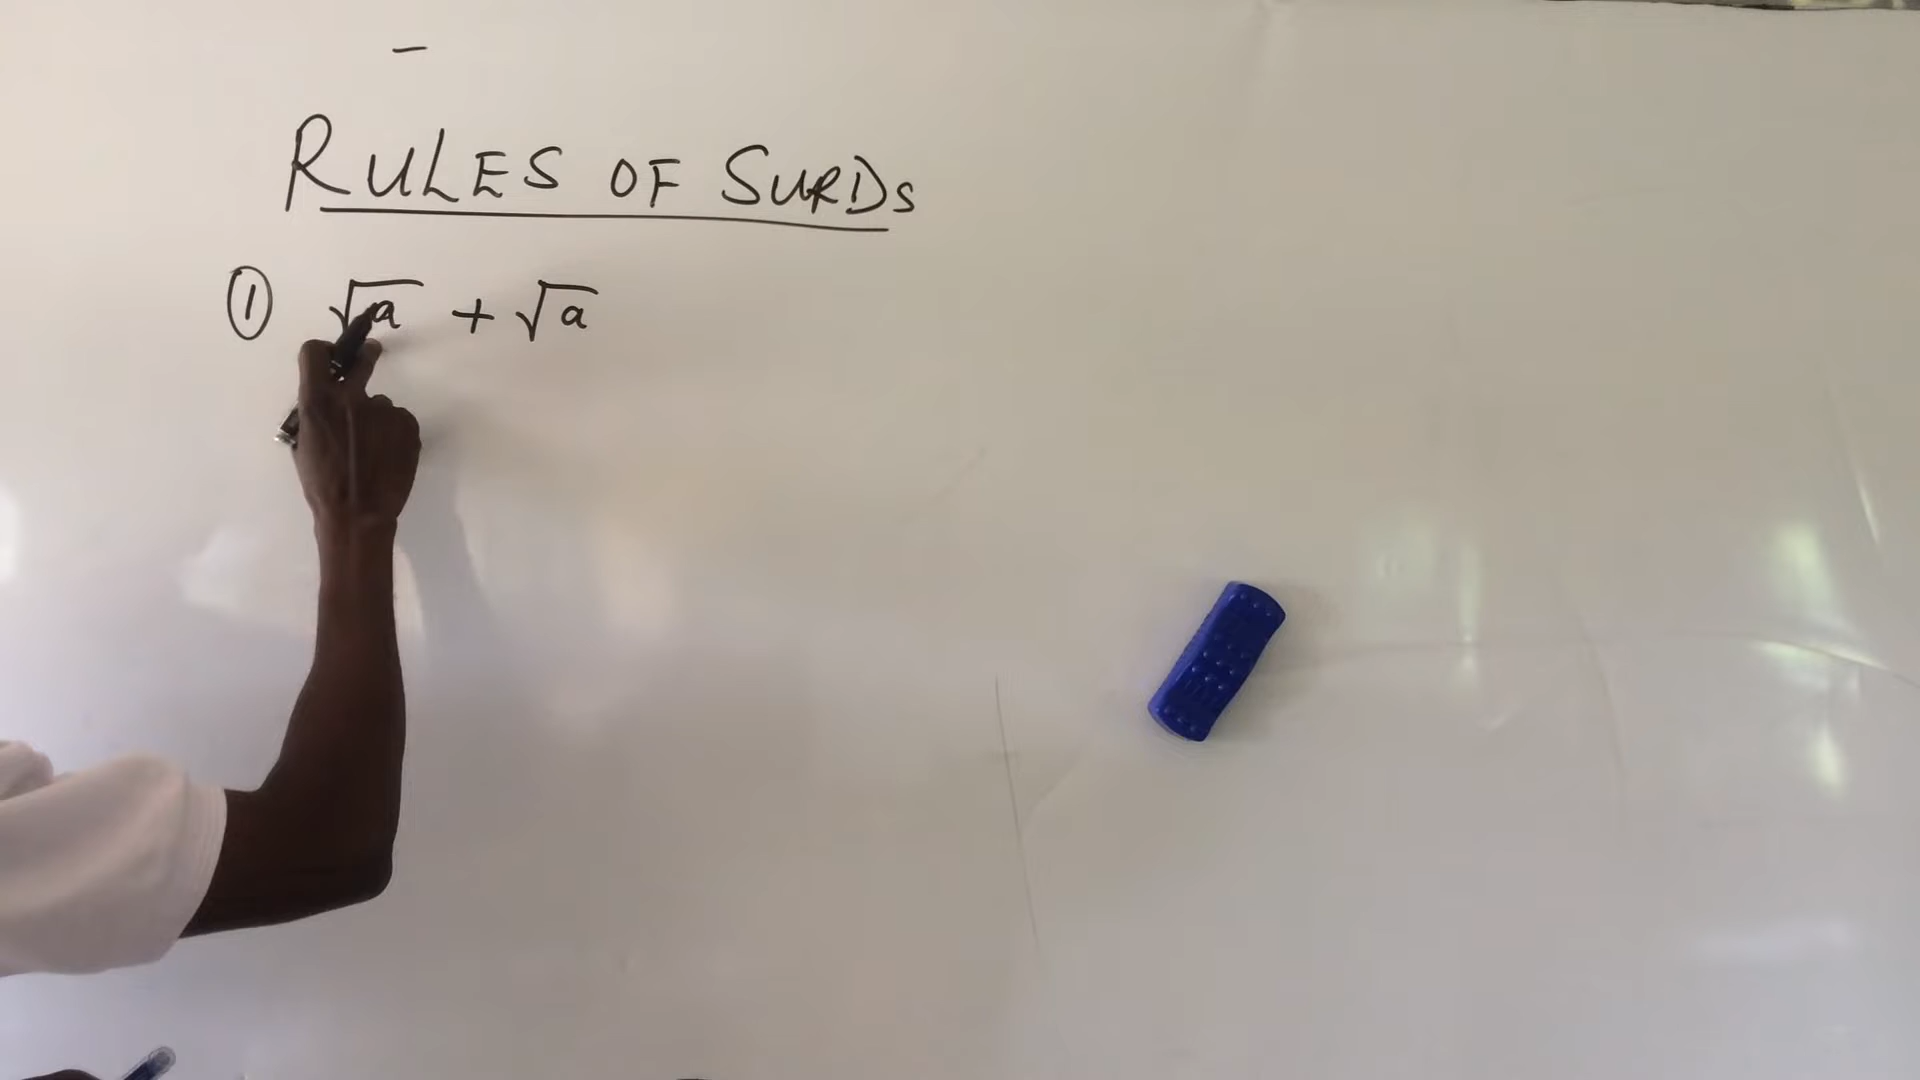 RULES OF SURDS
① √a + √a